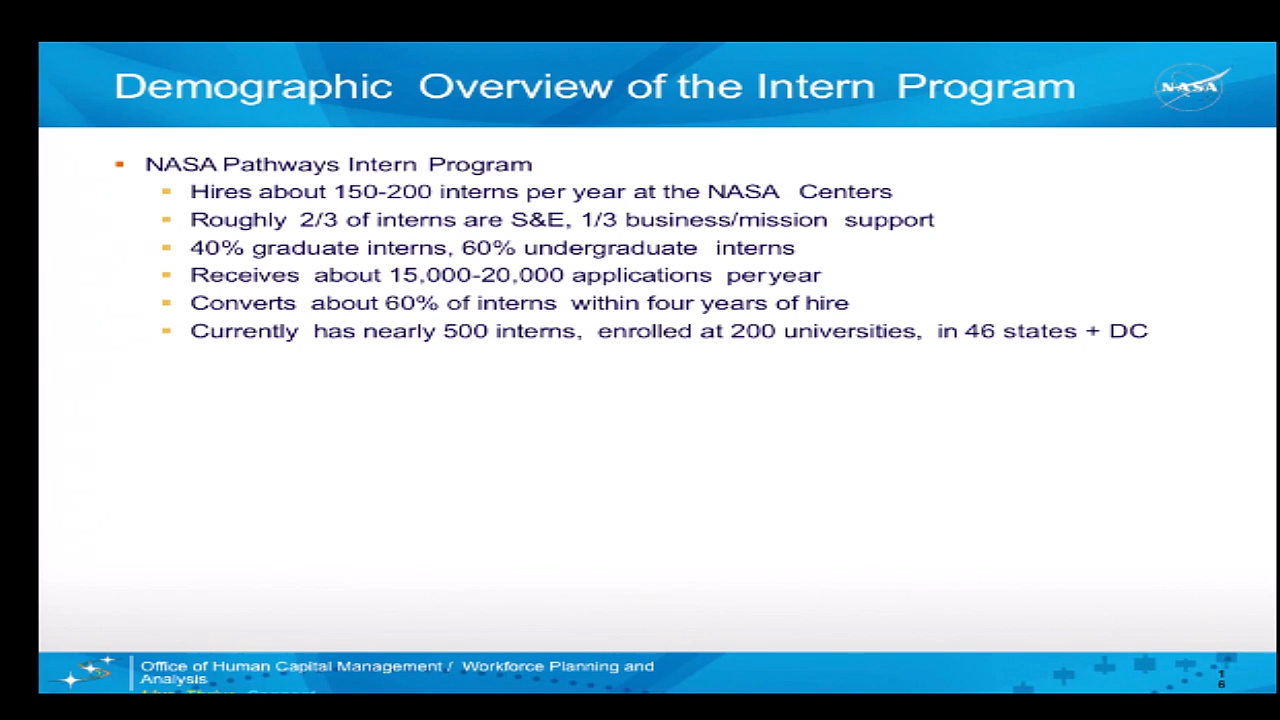 Demographic Overview of the Intern Program
NASA
NASA Pathways Intern Program
Hires about 150-200 interns per year at the NASA Centers
Roughly 2/3 of interns are S&E, 1/3 business/mission support
40% graduate interns, 60% undergraduate interns
Receives about 15,000-20,000 applications per year
Converts about 60% of interns within four years of hire
Currently has nearly 500 interns, enrolled at 200 universities, in 46 states + DC
Office of Human Capital Management / Workforce Planning and
Analysis
1
6